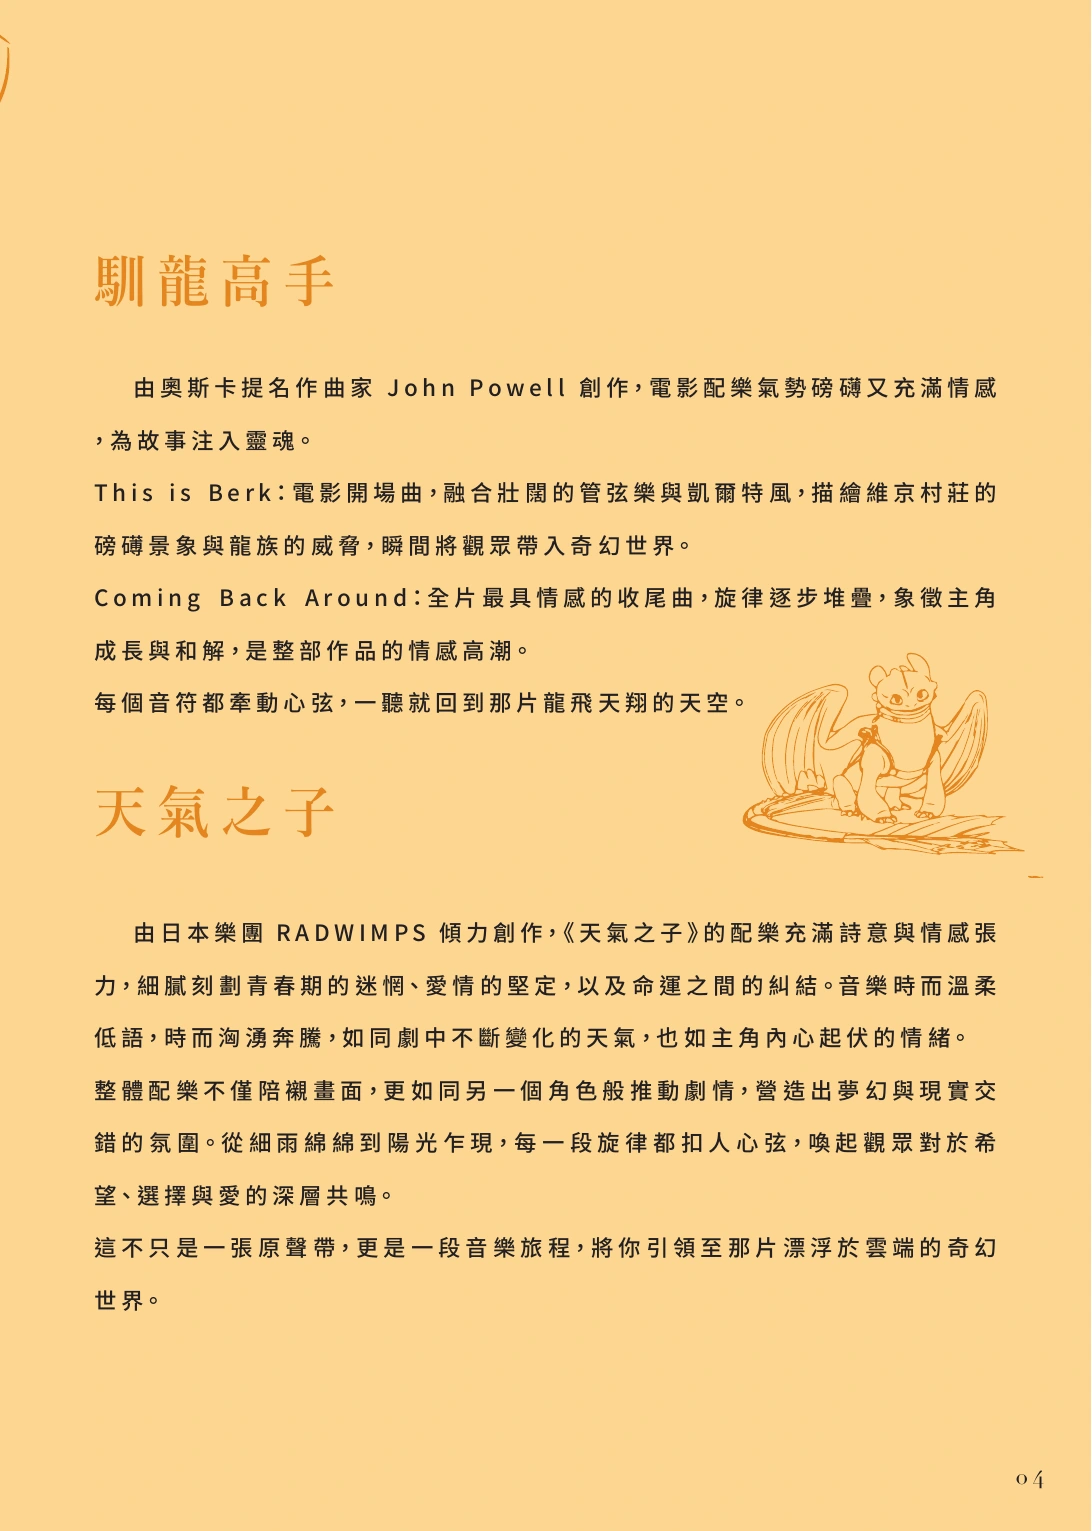 馴龍高手
由奧斯卡提名作曲家 John Powell 創作，電影配樂氣勢磅礡又充滿情感
，為故事注入靈魂。
This is Berk：電影開場曲，融合壯闊的管弦樂與凱爾特風，描繪維京村莊的
磅礡景象與龍族的威脅，瞬間將觀眾帶入奇幻世界。
Coming Back Around：全片最具情感的收尾曲，旋律逐步堆疊，象徵主角
成長與和解，是整部作品的情感高潮。
每個音符都牽動心弦，一聽就回到那片龍飛天翔的天空。
天氣之子
由日本樂團 RADWIMPS 傾力創作，《天氣之子》的配樂充滿詩意與情感張
力，細膩刻劃青春期的迷惘、愛情的堅定，以及命運之間的糾結。音樂時而溫柔
低語，時而洶湧奔騰，如同劇中不斷變化的天氣，也如主角內心起伏的情緒。
整體配樂不僅陪襯畫面，更如同另一個角色般推動劇情，營造出夢幻與現實交
錯的氛圍。從細雨綿綿到陽光乍現，每一段旋律都扣人心弦，喚起觀眾對於希
望、選擇與愛的深層共鳴。
這不只是一張原聲帶，更是一段音樂旅程，將你引領至那片漂浮於雲端的奇幻
世界。
04